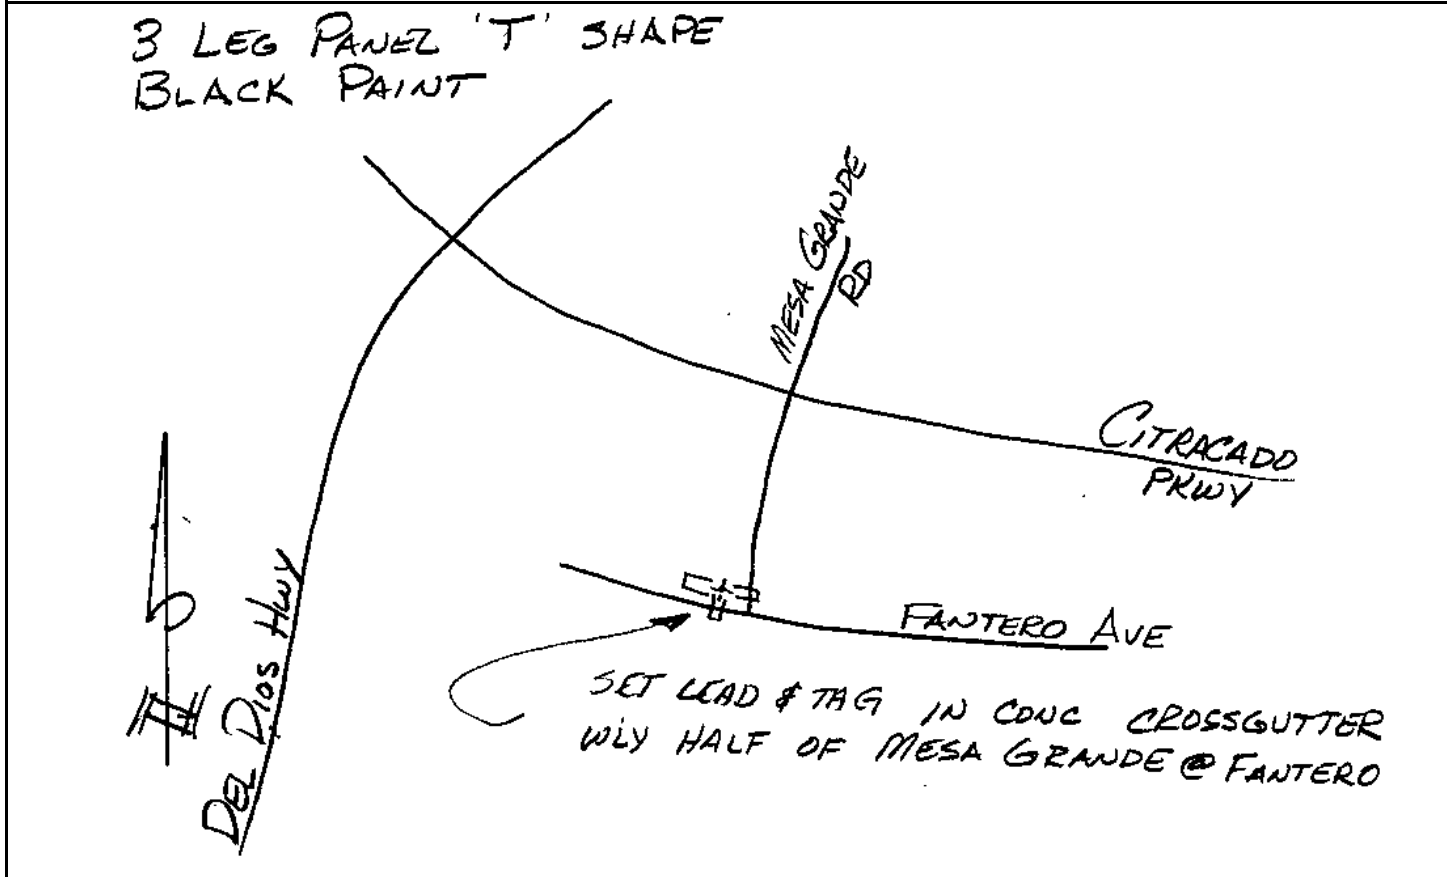 3 LEG PANEL 'T' SHAPE
BLACK PAINT
MESA GRANDE
RD
CITRACADO
PKWY
DEL DIOS HWY
FANTERO AVE
SET LEAD & TAG IN CONC CROSSGUTTER
WLY HALF OF MESA GRANDE @ FANTERO